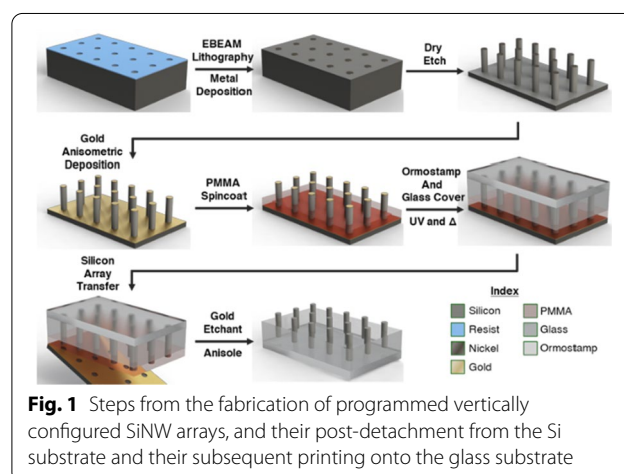 EBEAM
Lithography
Metal
Deposition
Dry
Etch
Gold
Anisometric
Deposition
PMMA
Spincoat
Ormostamp
And
Glass Cover
UV and Δ
Silicon
Array
Transfer
Gold
Etchant
Anisole
Index
Silicon
PMMA
Resist
Glass
Nickel
Ormostamp
Gold
Fig. 1 Steps from the fabrication of programmed vertically
configured SiNW arrays, and their post-detachment from the Si
substrate and their subsequent printing onto the glass substrate